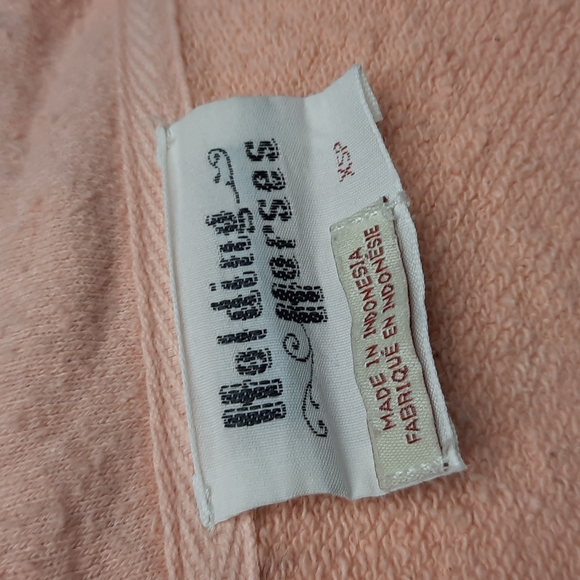 Holding
Horses
XSP
MADE IN INDONESIA
FABRIQUÉ EN INDONÉSIE